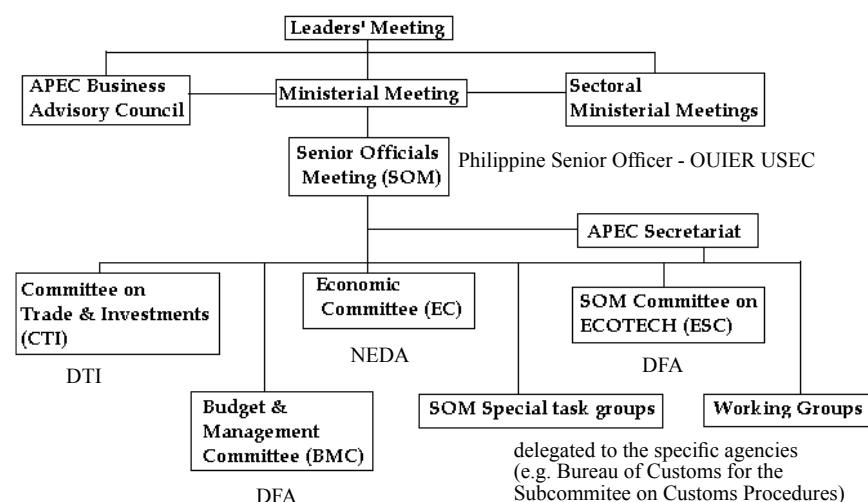 Leaders' Meeting
APEC Business
Advisory Council
Ministerial Meeting
Sectoral
Ministerial Meetings
Senior Officials
Meeting (SOM)
Philippine Senior Officer - OUIER USEC
APEC Secretariat
Committee on
Trade & Investments
(CTI)
DTI
Economic
Committee (EC)
NEDA
SOM Committee on
ECOTECH (ESC)
DFA
Budget &
Management
Committee (BMC)
DFA
SOM Special task groups
Working Groups
delegated to the specific agencies
(e.g. Bureau of Customs for the
Subcommitee on Customs Procedures)